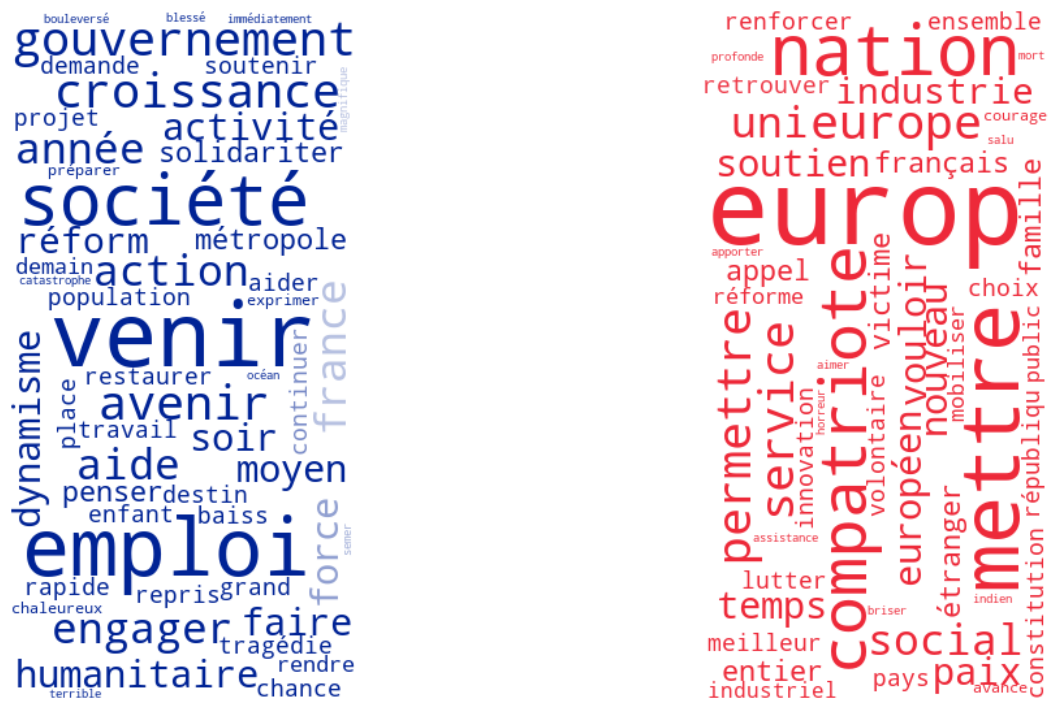 bouleversé
blessé
immédiatement
gouvernement
demande
soutenir
croissance
magnifique
projet
activité
année
solidariter
préparer
société
réform
métropole
demain
action
aider
catastrophe
population
exprimer
venir
france
dynamisme
continuer
restaurer
océan
place
avenir
travail
soir
aide
moyen
penser
destin
enfant
baiss
force
semer
emploi
rapide
repris
grand
chaleureux
engager
faire
tragédie
humanitaire
rendre
chance
terrible
renforcer
ensemble
nation
profonde
mort
retrouver
industrie
unieurope
courage
salu
soutien
français
famille
europ
apporter
appel
victime
compatriote
réforme
choix
vouloir
nouveau
mobiliser
public
mettre
permettre
service
aimer
horreur
innovation
volontaire
européen
républiqu
étranger
assistance
constitution
lutter
temps
briser
indien
meilleur
social
entier
pays
paix
industriel
avance